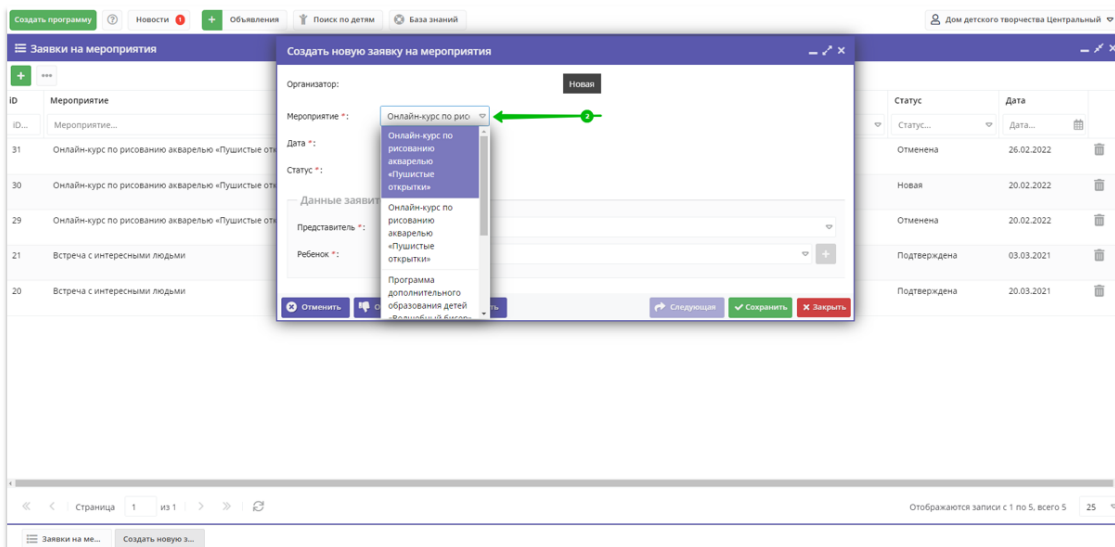 Создать программу
Новости 1
Объявления
Поиск по детям
База знаний
Дом детского творчества Центральный
Заявки на мероприятия
ID
Мероприятие
Статус
Дата
ID...
Мероприятие...
Статус...
Дата...
31 Онлайн-курс по рисованию акварелью «Пушистые отк
Отменена 26.02.2022
30 Онлайн-курс по рисованию акварелью «Пушистые отк
Новая 20.02.2022
29 Онлайн-курс по рисованию акварелью «Пушистые отк
Отменена 20.02.2022
21 Встреча с интересными людьми
Подтверждена 03.03.2021
20 Встреча с интересными людьми
Подтверждена 20.03.2021
Создать новую заявку на мероприятия
Организатор:
Новая
Мероприятие *:
Онлайн-курс по рис
2
Дата *:
Статус *:
Онлайн-курс по
рисованию
акварелью
«Пушистые
открытки»
Онлайн-курс по
рисованию
акварелью
«Пушистые
открытки»
Программа
дополнительного
образования детей
«Волшебный бисер»
Данные заявит
Представитель *:
Ребенок *:
Отменить
Следующая
Сохранить
Закрыть
Страница 1 из 1
Отображаются записи с 1 по 5, всего 5
25
Заявки на ме...
Создать новую з...